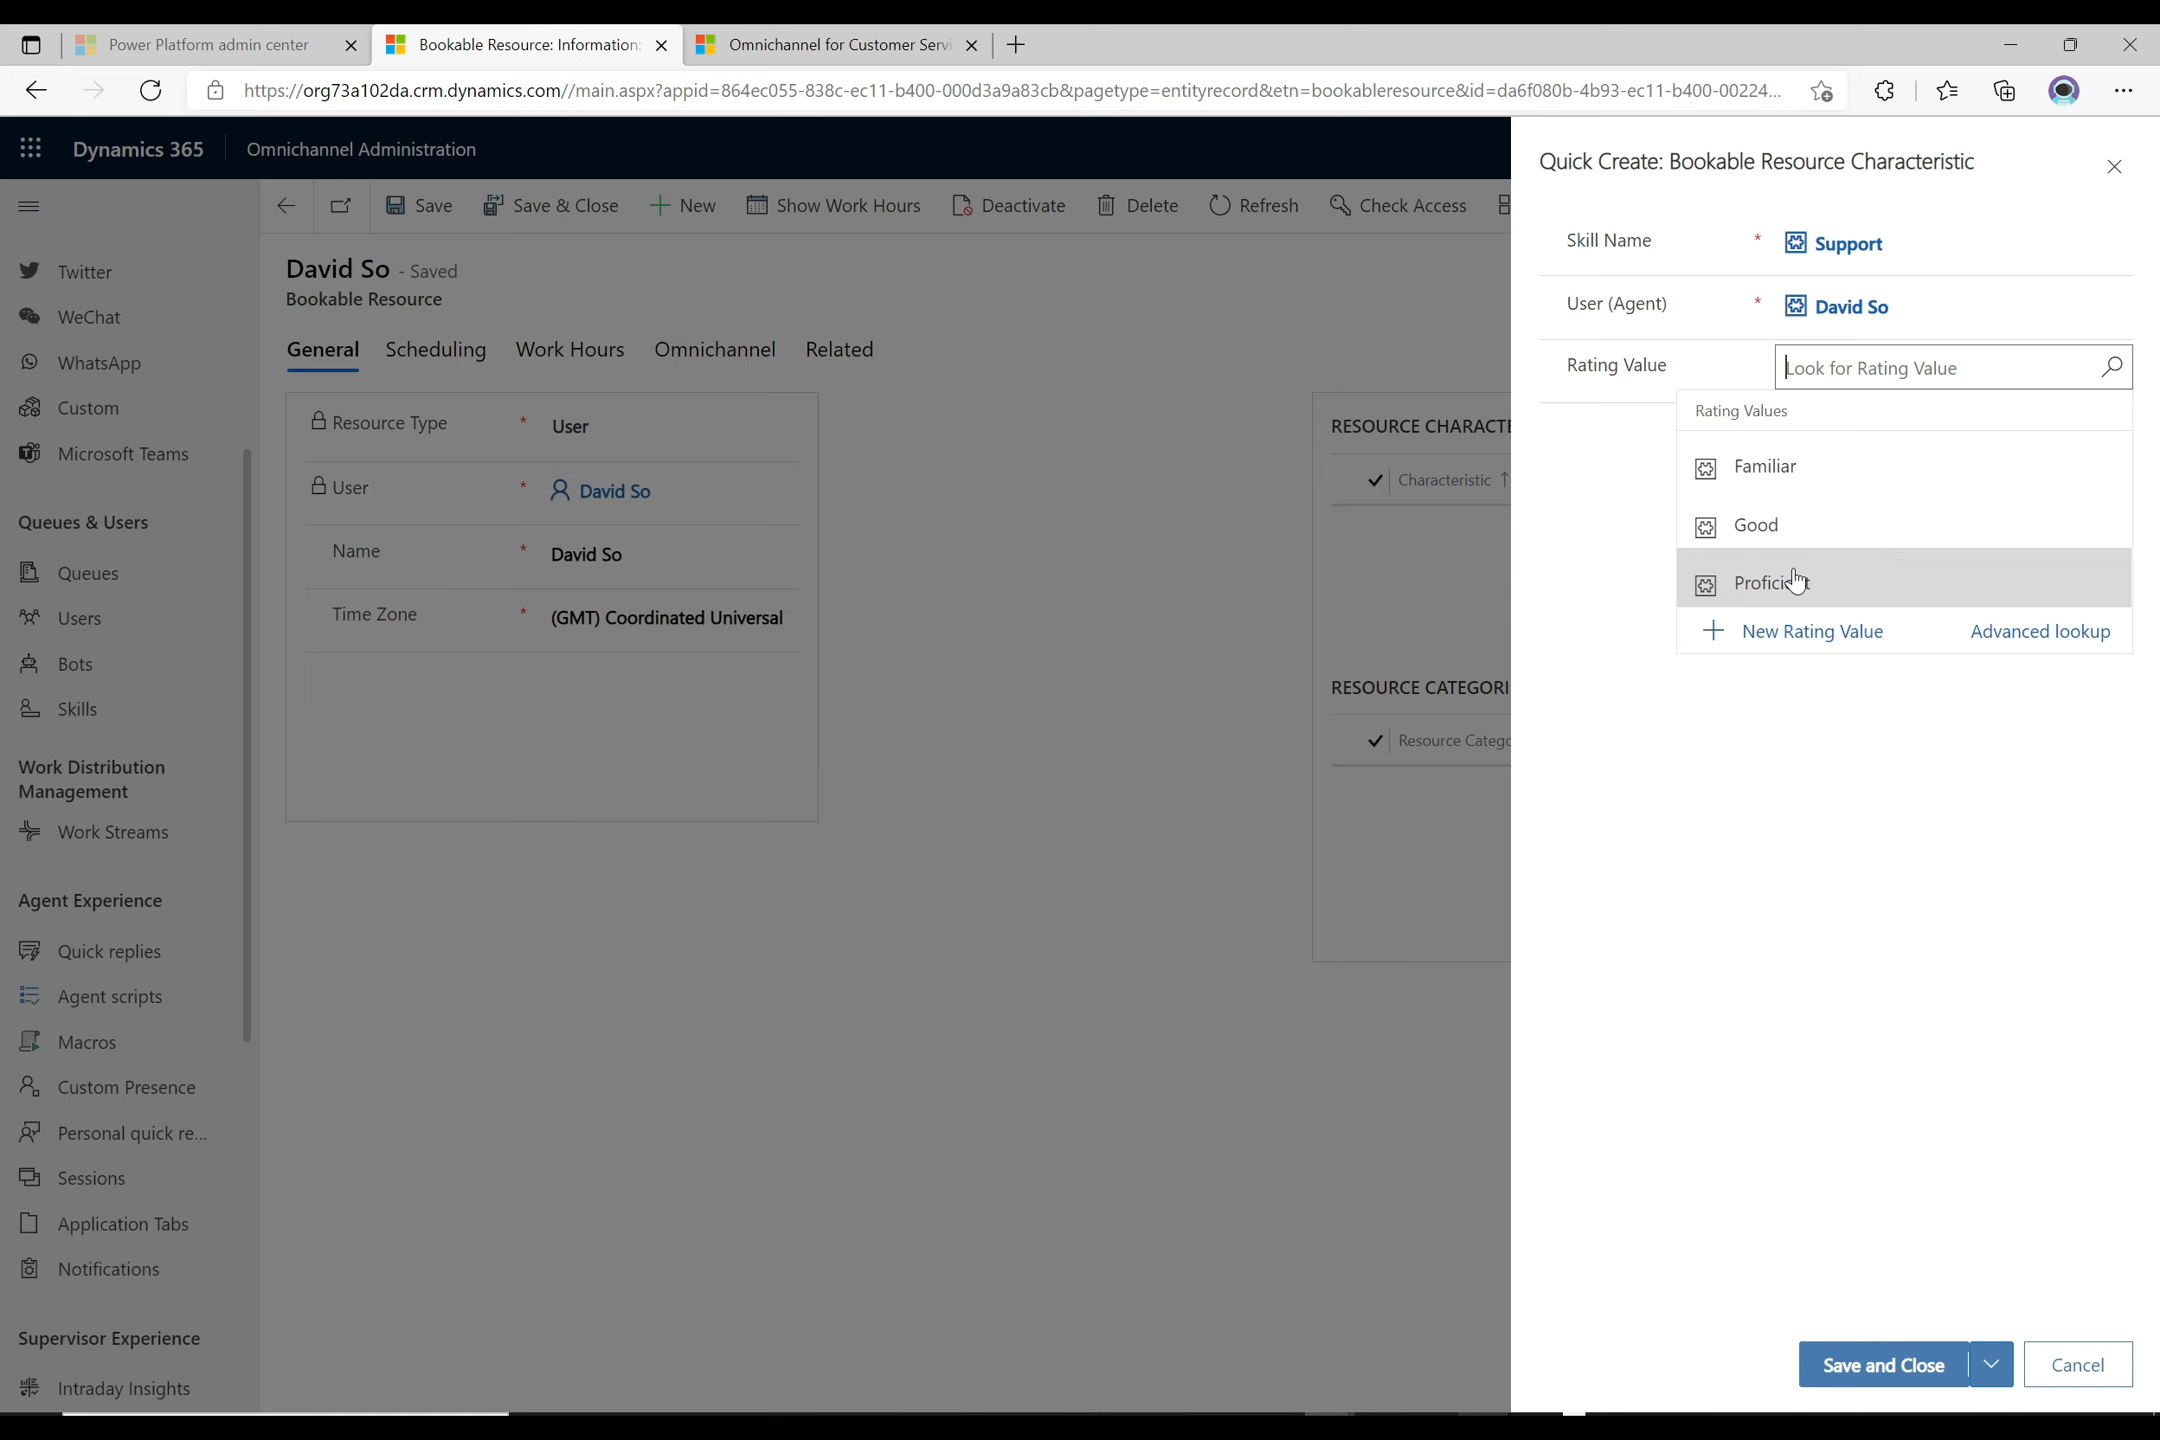 Power Platform admin center
Bookable Resource: Information:
Omnichannel for Customer Servi
https://org73a102da.crm.dynamics.com//main.aspx?appid=864ec055-838c-ec11-b400-000d3a9a83cb&pagetype=entityrecord&etn=bookableresource&id=da6f080b-4b93-ec11-b400-00224...
Dynamics 365
Omnichannel Administration
Save
Save & Close
New
Show Work Hours
Deactivate
Delete
Refresh
Check Access
Twitter
WeChat
WhatsApp
Custom
Microsoft Teams
Queues & Users
Queues
Users
Bots
Skills
Work Distribution
Management
Work Streams
Agent Experience
Quick replies
Agent scripts
Macros
Custom Presence
Personal quick re...
Sessions
Application Tabs
Notifications
Supervisor Experience
Intraday Insights
David So - Saved
Bookable Resource
General Scheduling Work Hours Omnichannel Related
Resource Type * User
User * David So
Name * David So
Time Zone * (GMT) Coordinated Universal
RESOURCE CHARACTE
Characteristic ↑
RESOURCE CATEGORI
Resource Catego
Quick Create: Bookable Resource Characteristic
Skill Name * Support
User (Agent) * David So
Rating Value Look for Rating Value
Rating Values
Familiar
Good
Proficient
New Rating Value Advanced lookup
Save and Close
Cancel